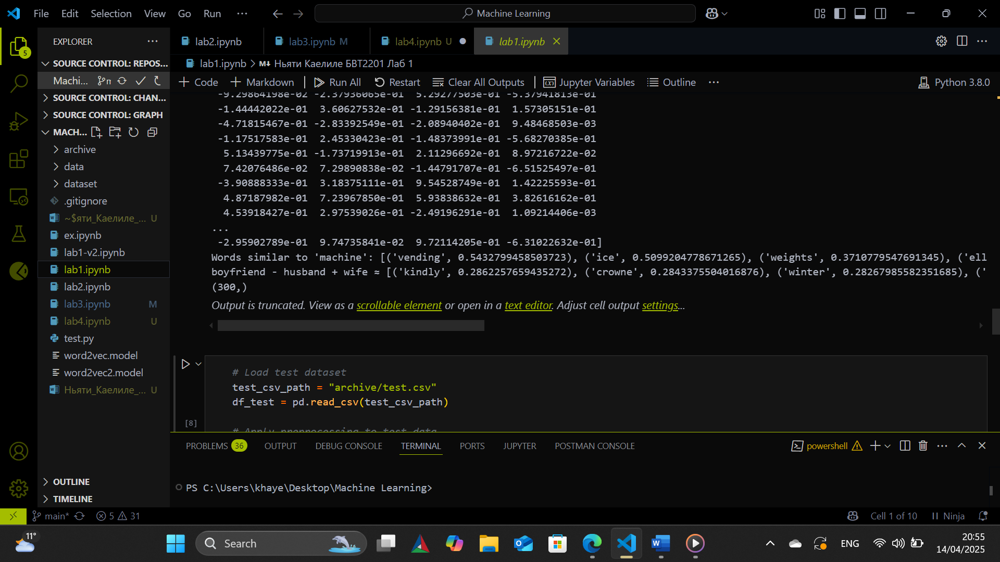 File Edit Selection View Go Run ...
Machine Learning
EXPLORER
SOURCE CONTROL: REPOS...
Machi...
SOURCE CONTROL: CHAN...
SOURCE CONTROL: GRAPH
MACH...
archive
data
dataset
.gitignore
~$яти_Каелиле_... U
ex.ipynb
lab1-v2.ipynb
lab1.ipynb
lab2.ipynb
lab3.ipynb M
lab4.ipynb U
test.py
word2vec.model
word2vec2.model
Ньяти_Каелиле_... U
OUTLINE
TIMELINE
lab2.ipynb lab3.ipynb M lab4.ipynb U lab1.ipynb
lab1.ipynb > Ньяти Каелиле БВТ2201 Лаб 1
Code Markdown Run All Restart Clear All Outputs Jupyter Variables Outline ... Python 3.8.0
-9.29864198e-02 -2.37936065e-01 5.29277503e-01 -5.37941813e-01
-1.44442022e-01 3.60627532e-01 -1.29156381e-01 1.57305151e-01
-4.71815467e-01 -2.83392549e-01 -2.08940402e-01 9.48468503e-03
-1.17517583e-01 2.45330423e-01 -1.48373991e-01 -5.68270385e-01
5.13439775e-01 -1.73719913e-01 2.11296692e-01 8.97216722e-02
7.42076486e-02 7.29890838e-02 -1.44791707e-01 -6.51525497e-01
-3.90888333e-01 3.18375111e-01 9.54528749e-01 1.42225593e-01
4.87187982e-01 7.23967850e-01 5.93838632e-01 3.82616162e-01
4.53918427e-01 2.97539026e-01 -2.49196291e-01 1.09214406e-03
...
-2.95902789e-01 9.74735841e-02 9.72114205e-01 -6.31022632e-01]
Words similar to 'machine': [('vending', 0.5432799458503723), ('ice', 0.5099204778671265), ('weights', 0.3710779547691345), ('ell
boyfriend - husband + wife ≈ [('kindly', 0.2862257659435272), ('crowne', 0.2843375504016876), ('winter', 0.28267985582351685), ('
(300,)
Output is truncated. View as a scrollable element or open in a text editor. Adjust cell output settings...
# Load test dataset
test_csv_path = "archive/test.csv"
df_test = pd.read_csv(test_csv_path)
[8]
# Apply preprocessing to test data
PROBLEMS 36 OUTPUT DEBUG CONSOLE TERMINAL PORTS JUPYTER POSTMAN CONSOLE
powershell
PS C:\Users\khaye\Desktop\Machine Learning>
main* 5 31
Cell 1 of 10 Ninja
11°
Search
ENG
20:55
14/04/2025